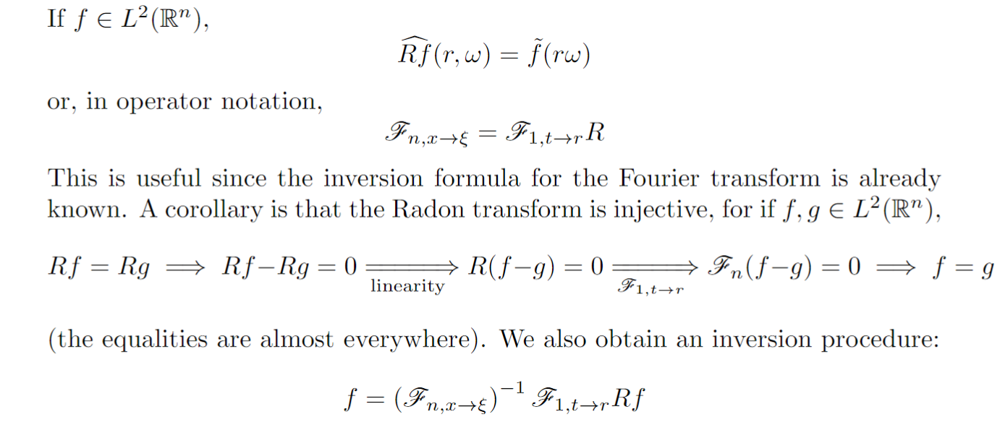 If $f \in L^2(\mathbb{R}^n)$,
$$\widehat{Rf}(r, \omega) = \tilde{f}(r\omega)$$
or, in operator notation,
$$\mathscr{F}_{n,x\to\xi} = \mathscr{F}_{1,t\to r} R$$
This is useful since the inversion formula for the Fourier transform is already
known. A corollary is that the Radon transform is injective, for if $f, g \in L^2(\mathbb{R}^n)$,
$$Rf = Rg \implies Rf - Rg = 0 \xRightarrow[\text{linearity}]{} R(f-g) = 0 \xRightarrow[\mathscr{F}_{1,t\to r}]{} \mathscr{F}_n(f-g) = 0 \implies f = g$$
(the equalities are almost everywhere). We also obtain an inversion procedure:
$$f = (\mathscr{F}_{n,x\to\xi})^{-1} \mathscr{F}_{1,t\to r} Rf$$